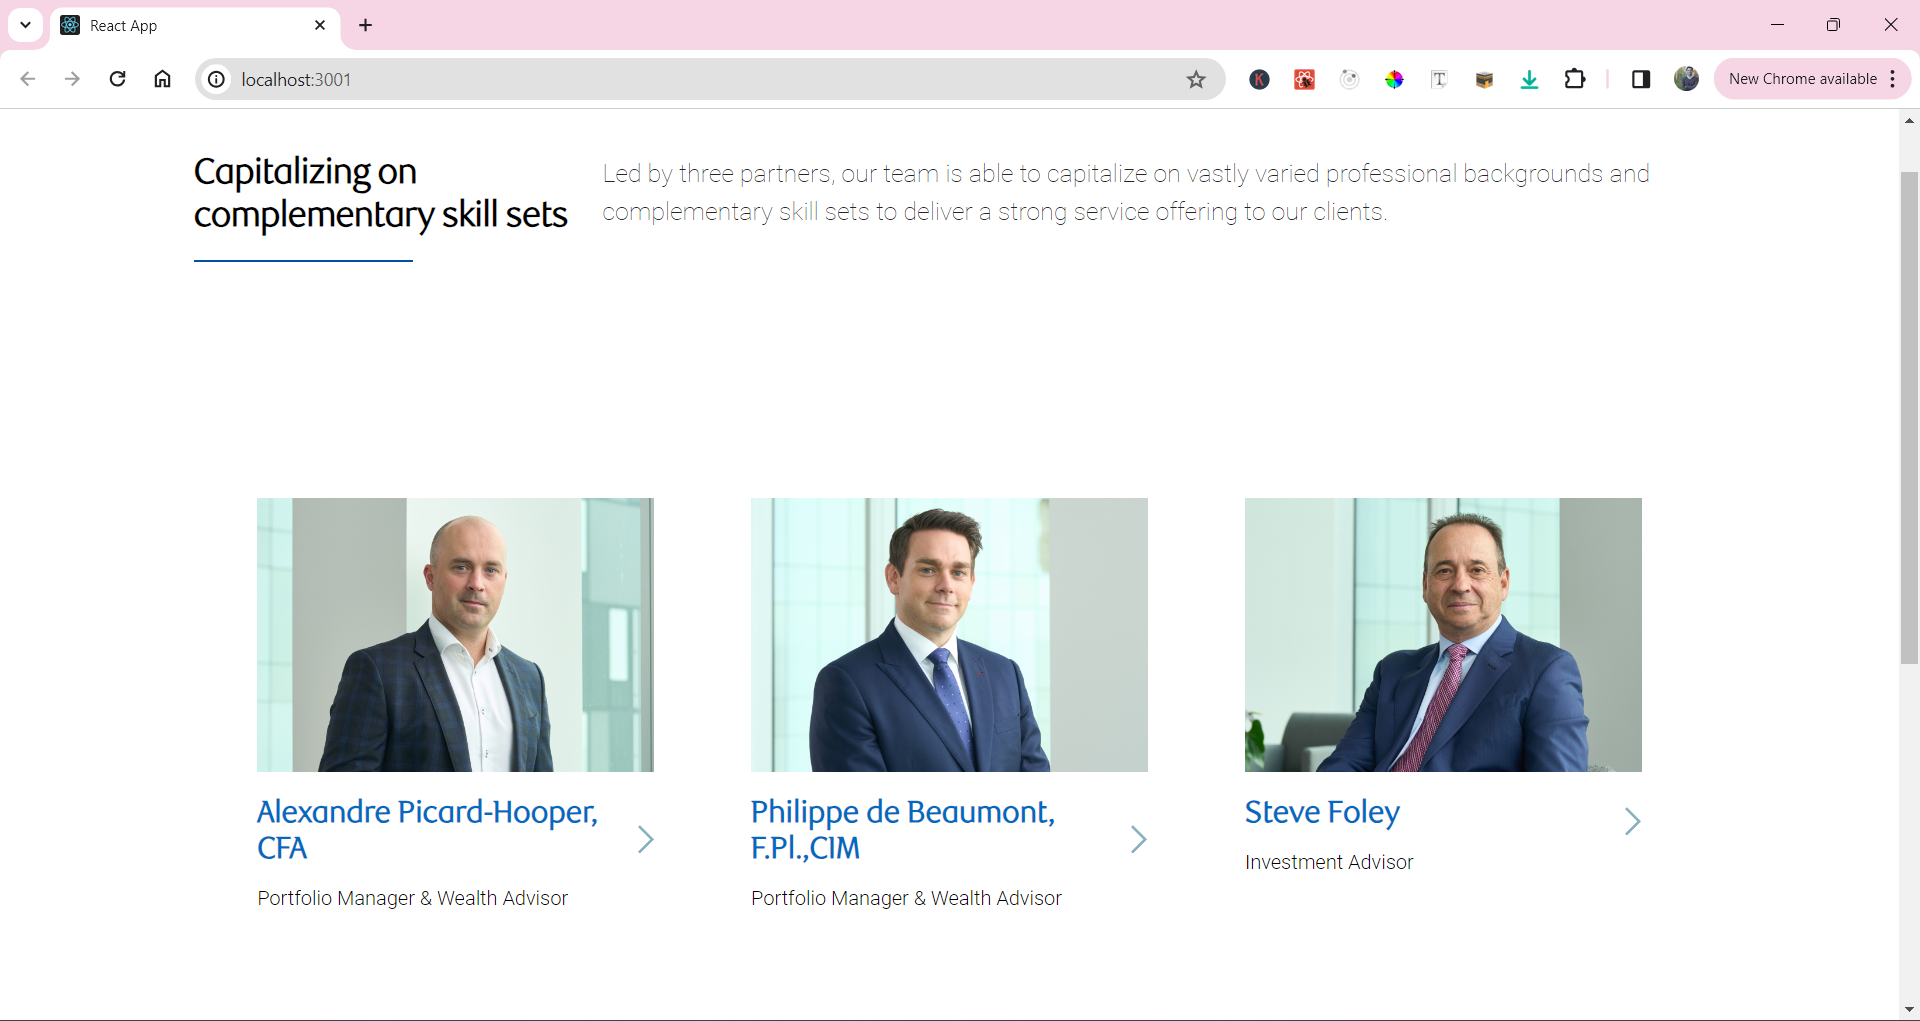 React App
localhost:3001
New Chrome available
Capitalizing on
complementary skill sets
Led by three partners, our team is able to capitalize on vastly varied professional backgrounds and
complementary skill sets to deliver a strong service offering to our clients.
Alexandre Picard-Hooper,
CFA
Portfolio Manager & Wealth Advisor
Philippe de Beaumont,
F.Pl.,CIM
Portfolio Manager & Wealth Advisor
Steve Foley
Investment Advisor